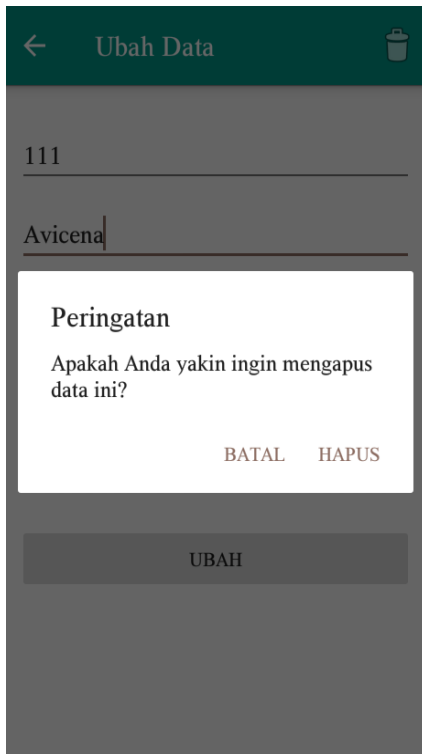 Ubah Data
111
Avicena
Peringatan
Apakah Anda yakin ingin mengapus
data ini?
BATAL HAPUS
UBAH